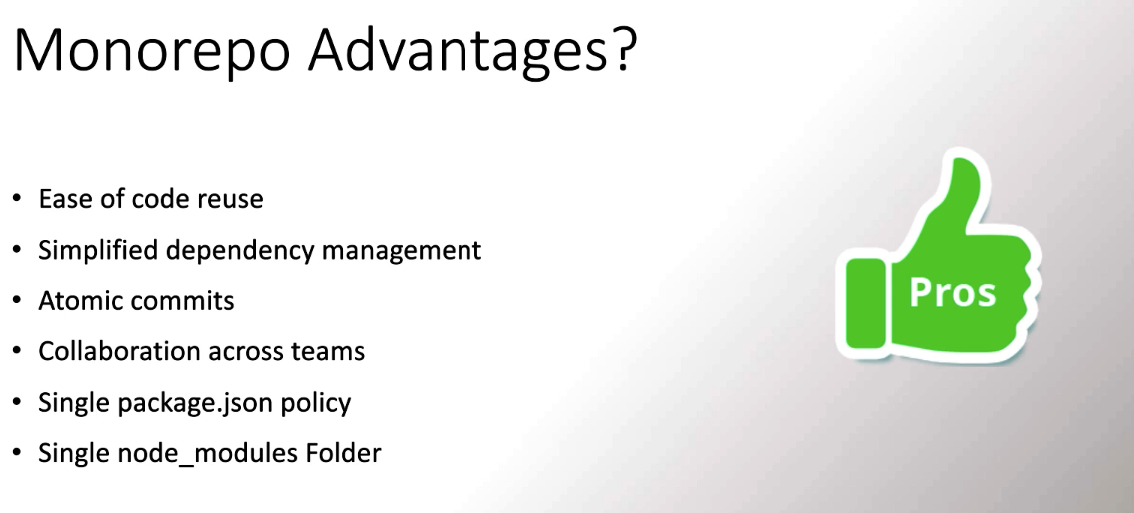 Monorepo Advantages?
• Ease of code reuse
• Simplified dependency management
• Atomic commits
• Collaboration across teams
• Single package.json policy
• Single node_modules Folder
Pros